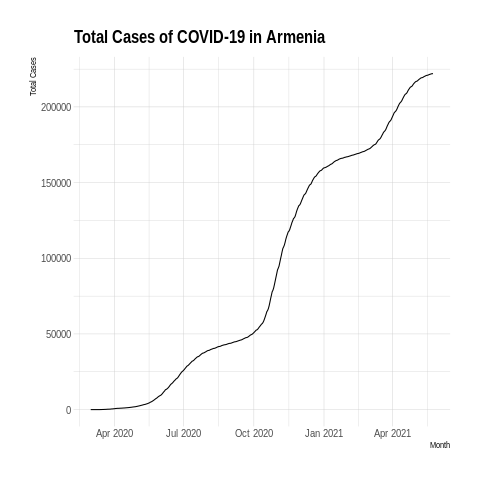 Total Cases of COVID-19 in Armenia
Total Cases
200000
150000
100000
50000
0
Apr 2020 Jul 2020 Oct 2020 Jan 2021 Apr 2021
Month